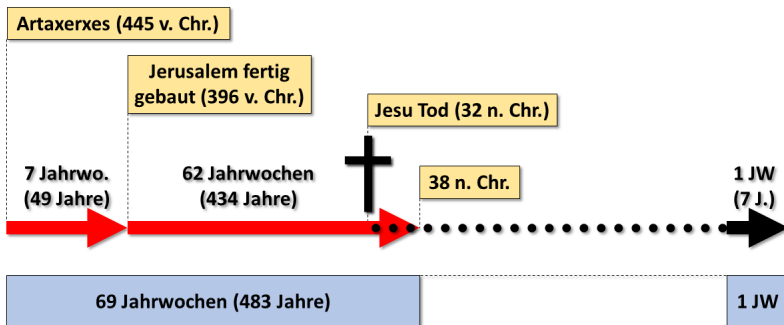 Artaxerxes (445 v. Chr.)
Jerusalem fertig
gebaut (396 v. Chr.)
Jesu Tod (32 n. Chr.)
7 Jahrwo.
(49 Jahre)
62 Jahrwochen
(434 Jahre)
38 n. Chr.
1 JW
(7 J.)
69 Jahrwochen (483 Jahre)
1 JW